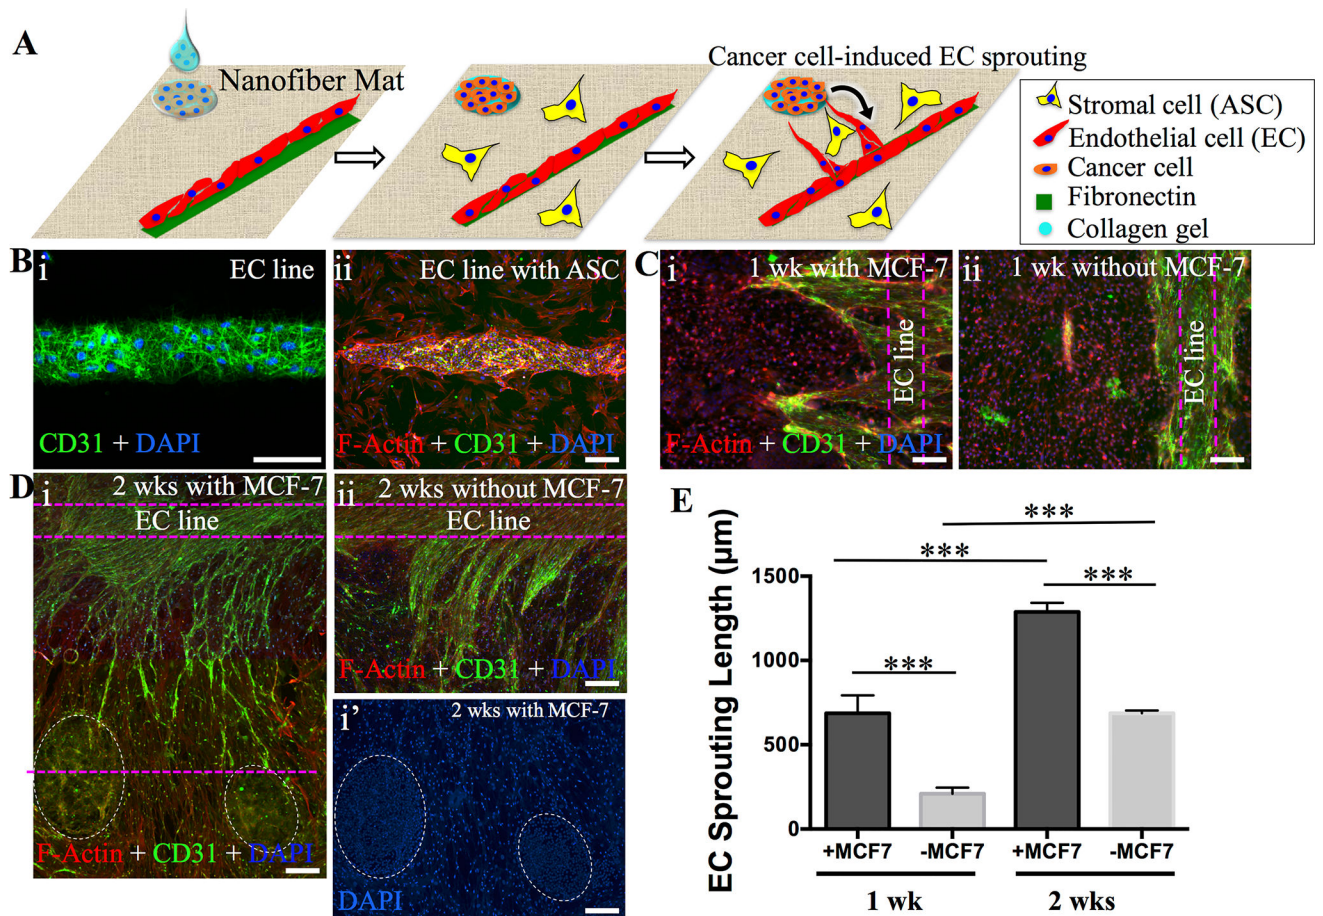 A
Nanofiber Mat
Cancer cell-induced EC sprouting
Stromal cell (ASC)
Endothelial cell (EC)
Cancer cell
Fibronectin
Collagen gel
B
i
EC line
CD31 + DAPI
ii
EC line with ASC
F-Actin + CD31 + DAPI
C
i
1 wk with MCF-7
EC line
F-Actin + CD31 + DAPI
ii
1 wk without MCF-7
EC line
D
i
2 wks with MCF-7
EC line
F-Actin + CD31 + DAPI
ii
2 wks without MCF-7
EC line
F-Actin + CD31 + DAPI
i’
2 wks with MCF-7
DAPI
E
EC Sprouting Length (μm)
1500
1000
500
0
***
***
***
***
+MCF7
-MCF7
+MCF7
-MCF7
1 wk
2 wks